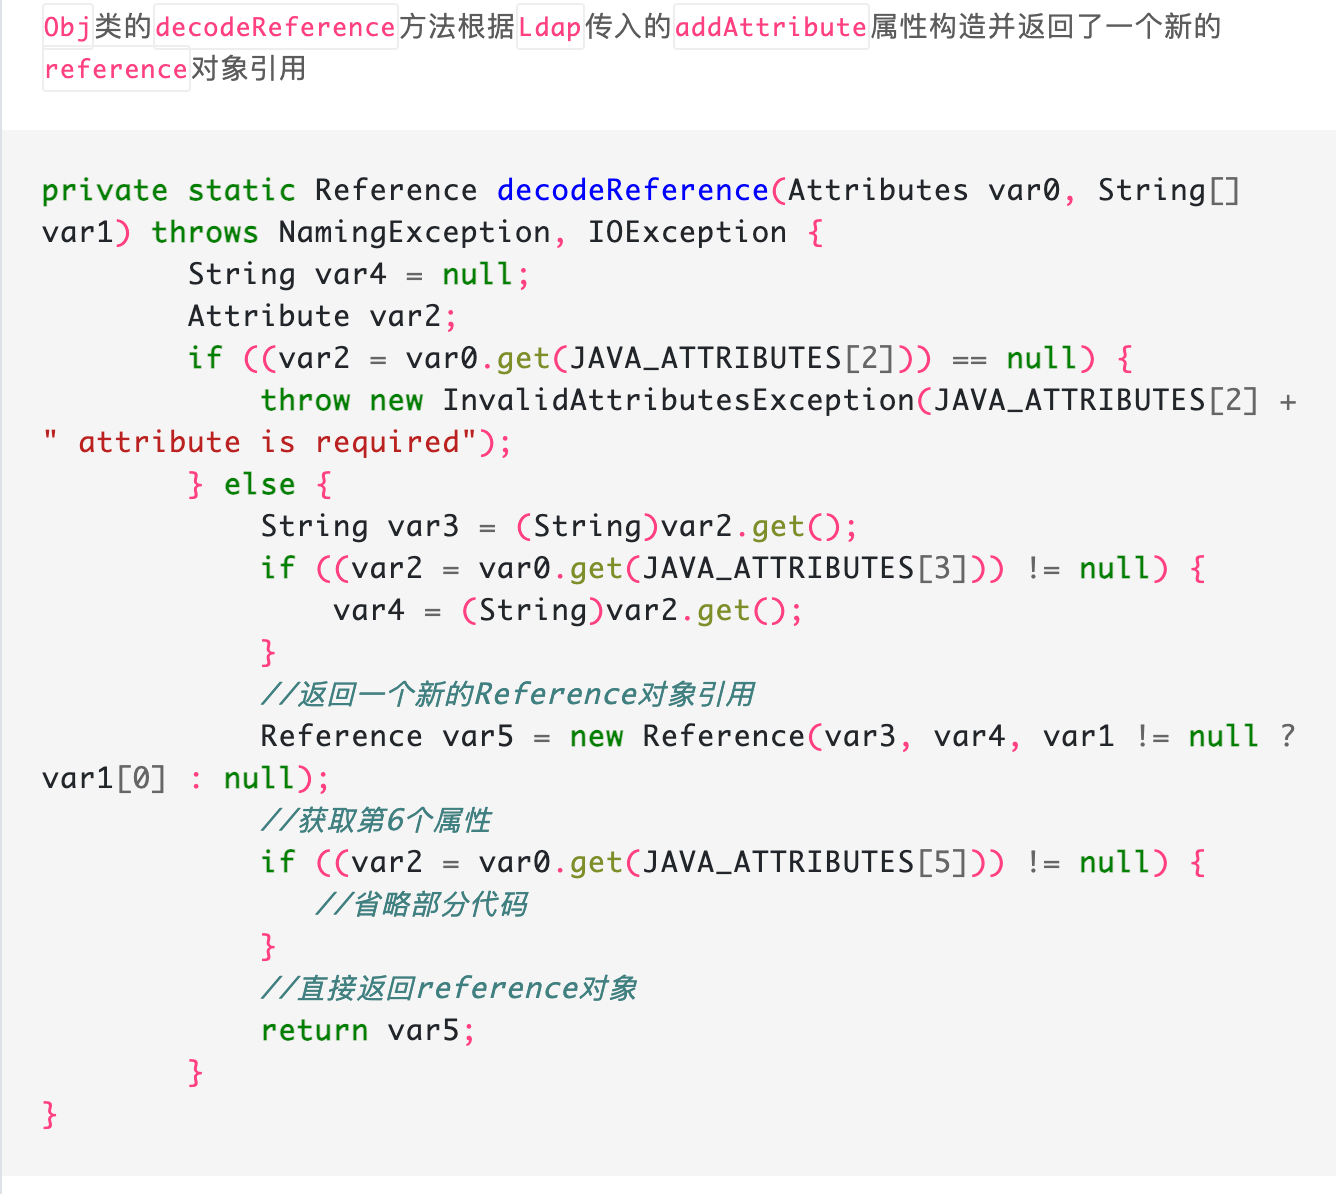 Obj类的decodeReference方法根据Ldap传入的addAttribute属性构造并返回了一个新的
reference对象引用
private static Reference decodeReference(Attributes var0, String[]
var1) throws NamingException, IOException {
        String var4 = null;
        Attribute var2;
        if ((var2 = var0.get(JAVA_ATTRIBUTES[2])) == null) {
            throw new InvalidAttributesException(JAVA_ATTRIBUTES[2] +
" attribute is required");
        } else {
            String var3 = (String)var2.get();
            if ((var2 = var0.get(JAVA_ATTRIBUTES[3])) != null) {
                var4 = (String)var2.get();
            }
            //返回一个新的Reference对象引用
            Reference var5 = new Reference(var3, var4, var1 != null ?
var1[0] : null);
            //获取第6个属性
            if ((var2 = var0.get(JAVA_ATTRIBUTES[5])) != null) {
               //省略部分代码
            }
            //直接返回reference对象
            return var5;
        }
}